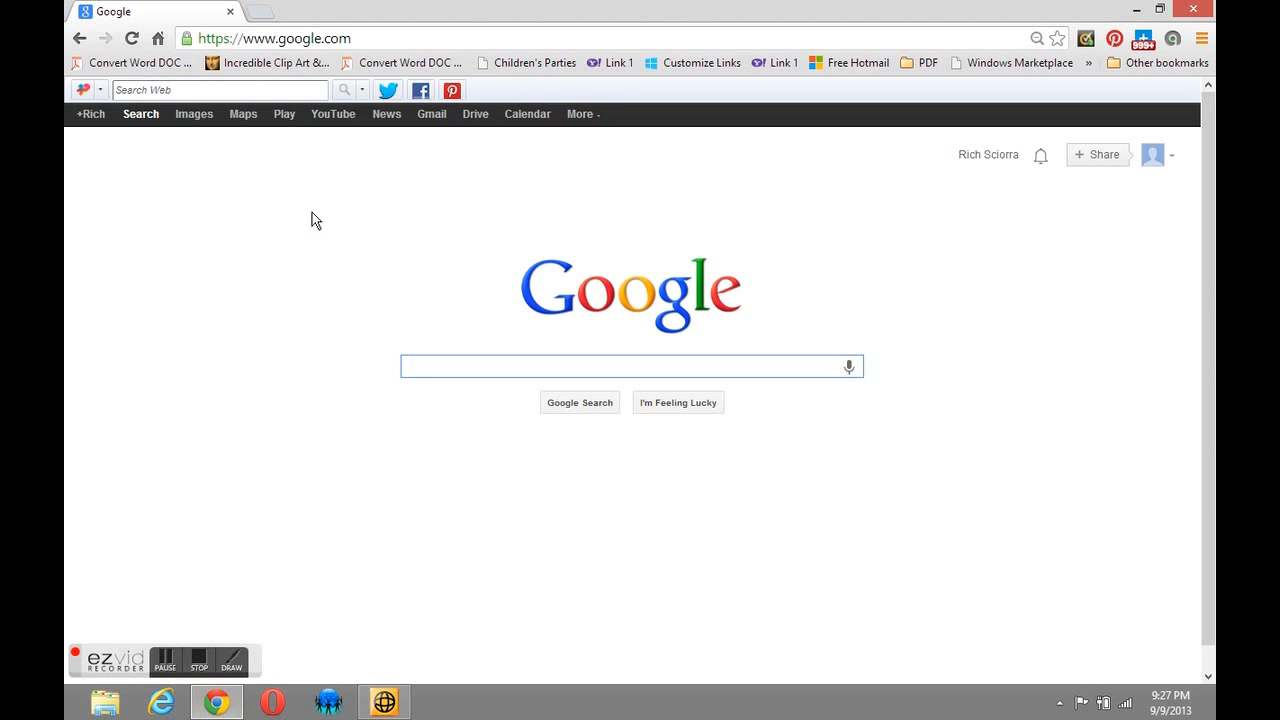 Google
https://www.google.com
999+
Convert Word DOC ... Incredible Clip Art &... Convert Word DOC ... Children's Parties Link 1 Customize Links Link 1 Free Hotmail PDF Windows Marketplace » Other bookmarks
Search Web
+Rich Search Images Maps Play YouTube News Gmail Drive Calendar More
Rich Sciorra + Share
Google
Google Search I'm Feeling Lucky
ezvid
RECORDER PAUSE STOP DRAW
9:27 PM
9/9/2013